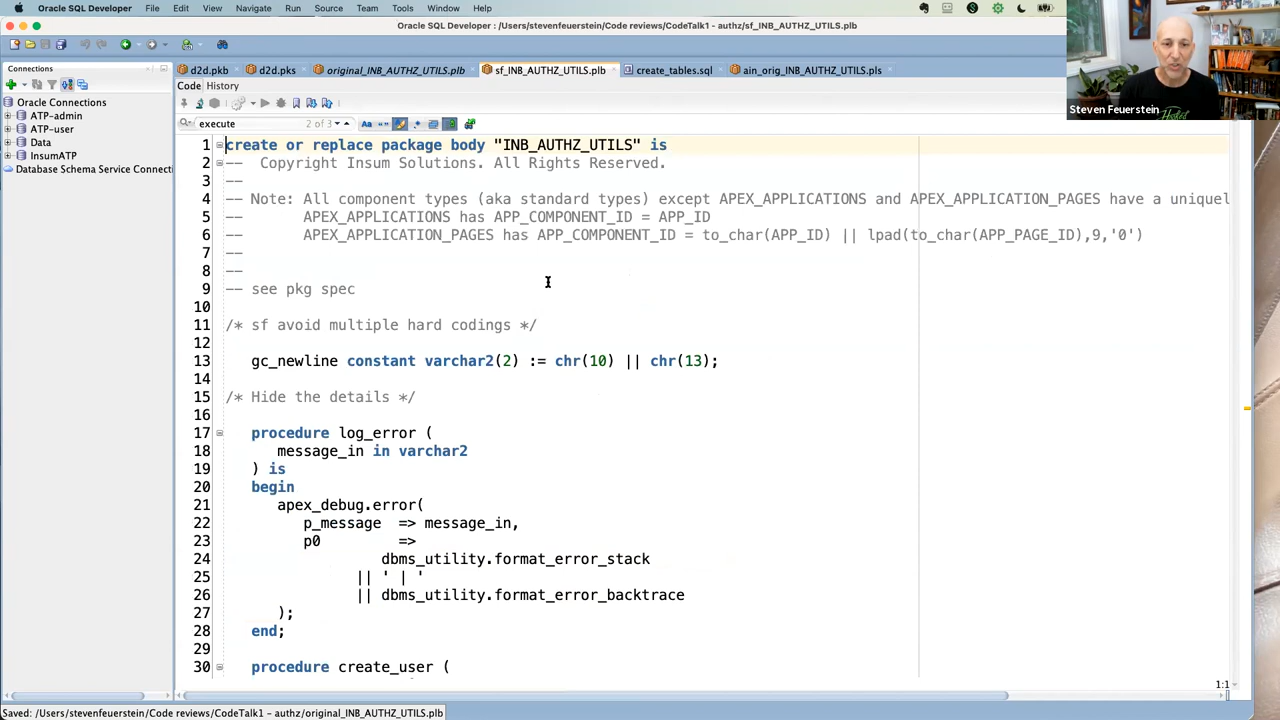 Oracle SQL Developer File Edit View Navigate Run Source Team Tools Window Help
Oracle SQL Developer : /Users/stevenfeuerstein/Code reviews/CodeTalk1 - authz/sf_INB_AUTHZ_UTILS.plb
Steven Feuerstein
Connections
Oracle Connections
APEX-admin
ATP-user
Data
InsumATP
Database Schema Service Connecti
d2d.pkb
d2d.pks
original_INB_AUTHZ_UTILS.plb
sf_INB_AUTHZ_UTILS.plb
create_tables.sql
ain_orig_INB_AUTHZ_UTILS.pls
Code History
execute 2 of 3 Aa
1 create or replace package body "INB_AUTHZ_UTILS" is
2 -- Copyright Insum Solutions. All Rights Reserved.
3 --
4 -- Note: All component types (aka standard types) except APEX_APPLICATIONS and APEX_APPLICATION_PAGES have a uniquel
5 -- APEX_APPLICATIONS has APP_COMPONENT_ID = APP_ID
6 -- APEX_APPLICATION_PAGES has APP_COMPONENT_ID = to_char(APP_ID) || lpad(to_char(APP_PAGE_ID),9,'0')
7 --
8 --
9 -- see pkg spec
10
11 /* sf avoid multiple hard codings */
12
13 gc_newline constant varchar2(2) := chr(10) || chr(13);
14
15 /* Hide the details */
16
17 procedure log_error (
18 message_in in varchar2
19 ) is
20 begin
21 apex_debug.error(
22 p_message => message_in,
23 p0 =>
24 dbms_utility.format_error_stack
25 || ' | '
26 || dbms_utility.format_error_backtrace
27 );
28 end;
29
30 procedure create_user (
1:1
Saved: /Users/stevenfeuerstein/Code reviews/CodeTalk1 - authz/original_INB_AUTHZ_UTILS.plb